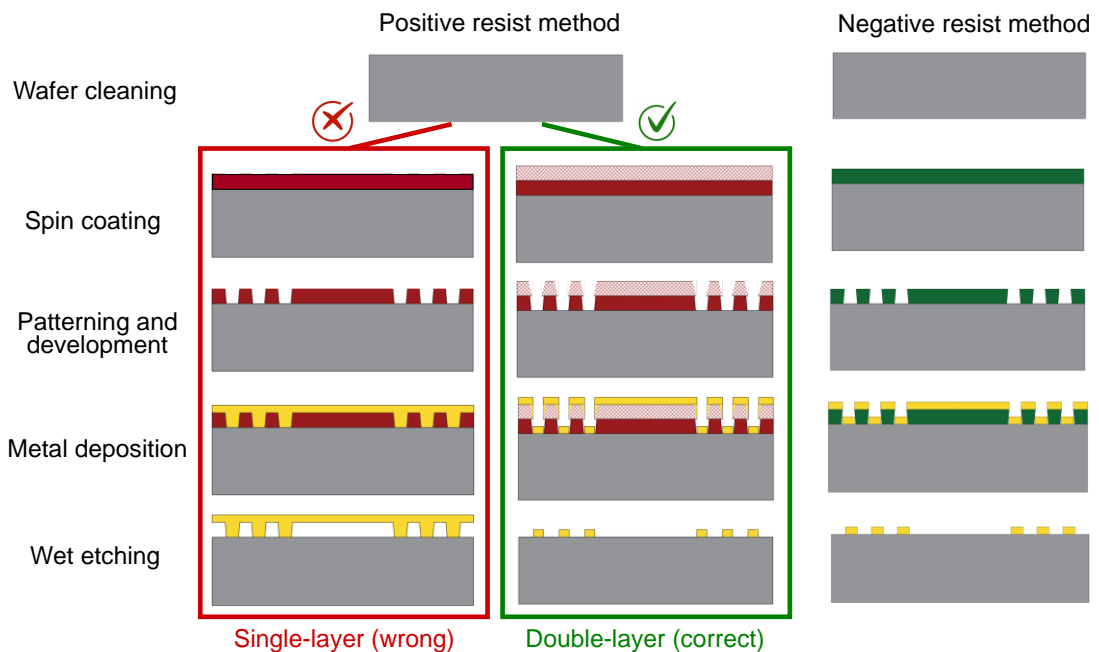 Positive resist method
Negative resist method
Wafer cleaning
Spin coating
Patterning and
development
Metal deposition
Wet etching
Single-layer (wrong)
Double-layer (correct)